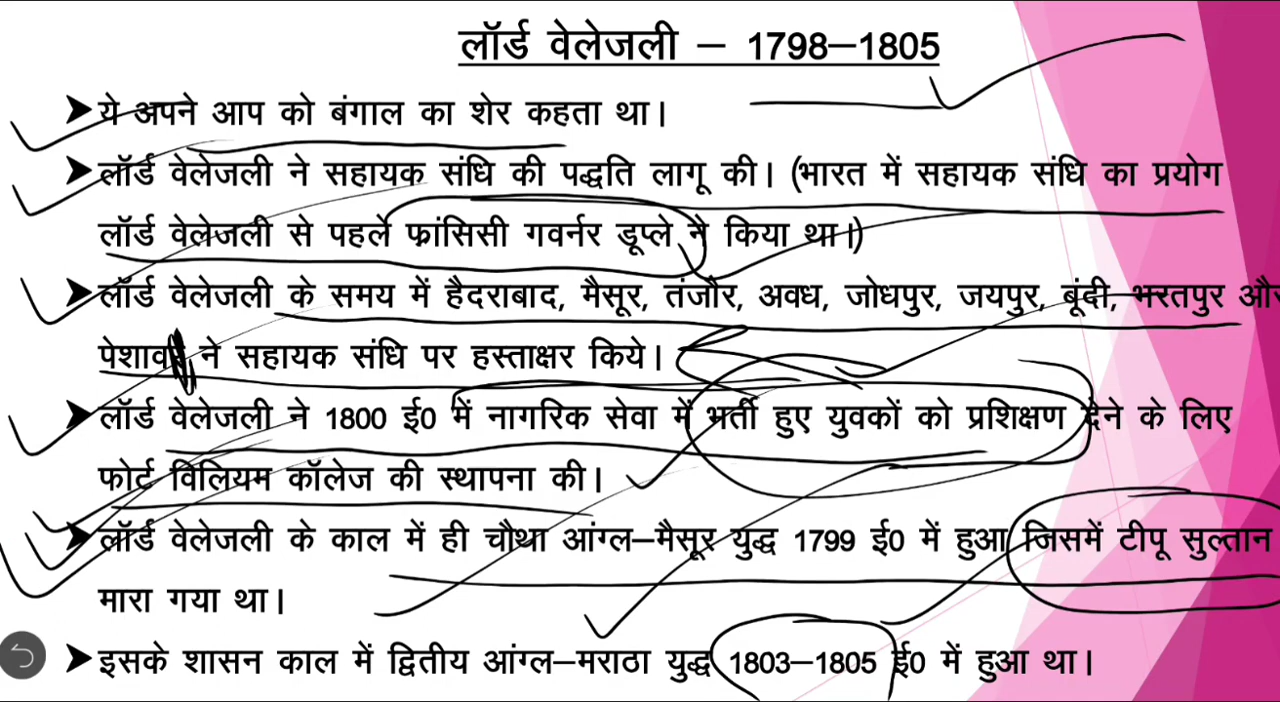 लॉर्ड वेलेजली – 1798–1805
➤ये अपने आप को बंगाल का शेर कहता था।
➤लॉर्ड वेलेजली ने सहायक संधि की पद्धति लागू की। (भारत में सहायक संधि का प्रयोग
लॉर्ड वेलेजली से पहले फ्रांसिसी गवर्नर डूप्ले ने किया था।)
➤लॉर्ड वेलेजली के समय में हैदराबाद, मैसूर, तंजौर, अवध, जोधपुर, जयपुर, बूंदी, भरतपुर और
ने सहायक संधि पर हस्ताक्षर किये।
➤लॉर्ड वेलेजली ने 1800 ई0 में नागरिक सेवा में भर्ती हुए युवकों को प्रशिक्षण देने के लिए
फोर्ट विलियम कॉलेज की स्थापना की।
➤लॉर्ड वेलेजली के काल में ही चौथा आंग्ल–मैसूर युद्ध 1799 ई0 में हुआ जिसमें टीपू सुल्तान
मारा गया था।
➤इसके शासन काल में द्वितीय आंग्ल–मराठा युद्ध 1803–1805 ई0 में हुआ था।